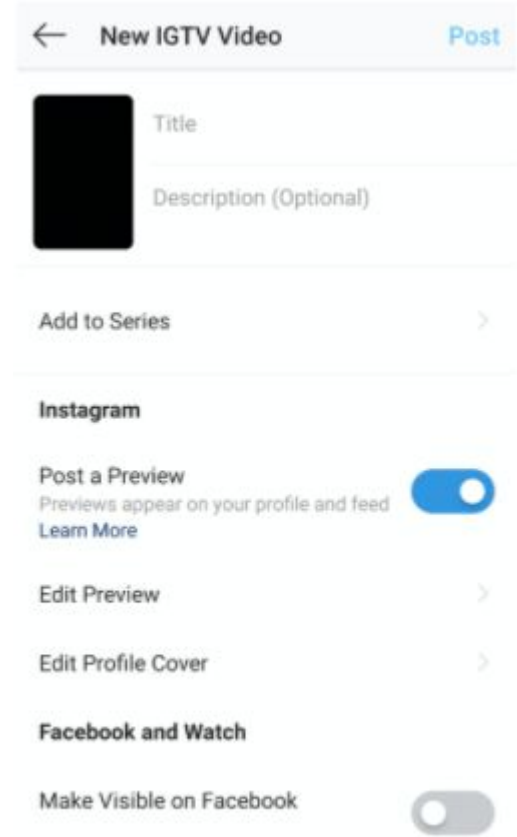 New IGTV Video
Post
Title
Description (Optional)
Add to Series
Instagram
Post a Preview
Previews appear on your profile and feed
Learn More
Edit Preview
Edit Profile Cover
Facebook and Watch
Make Visible on Facebook